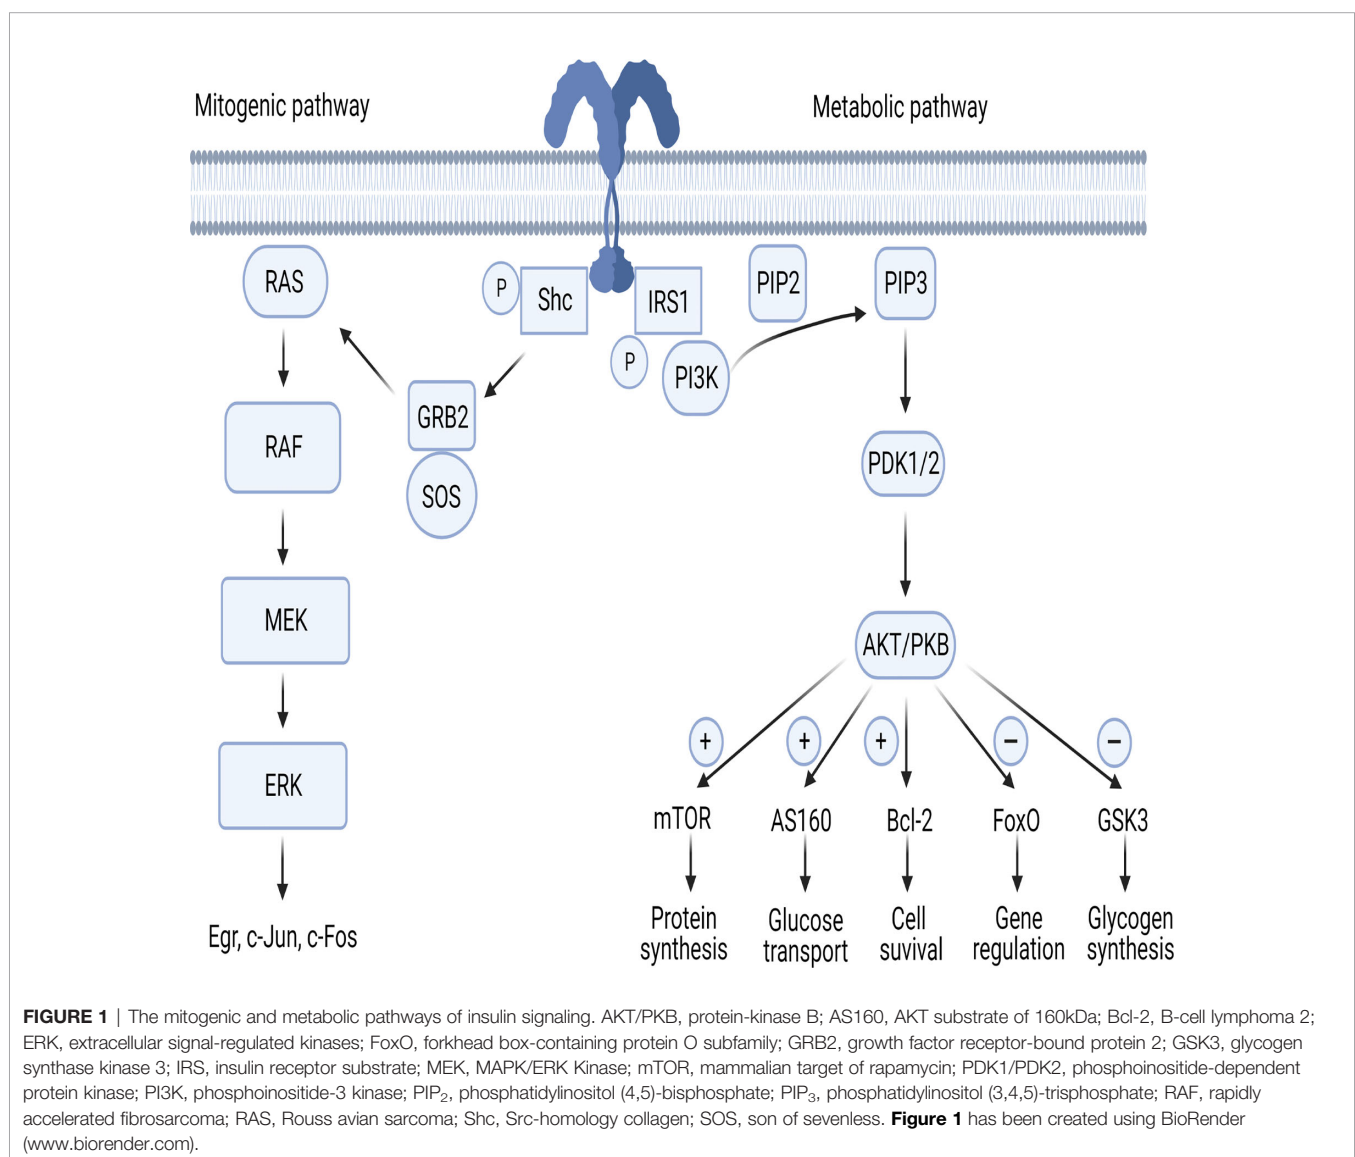 Mitogenic pathway
Metabolic pathway
RAS
P
Shc
IRS1
PIP2
PIP3
P
PI3K
RAF
GRB2
SOS
PDK1/2
MEK
AKT/PKB
ERK
+
+
+
−
−
mTOR
AS160
Bcl-2
FoxO
GSK3
Egr, c-Jun, c-Fos
Protein
synthesis
Glucose
transport
Cell
suvival
Gene
regulation
Glycogen
synthesis
FIGURE 1 | The mitogenic and metabolic pathways of insulin signaling. AKT/PKB, protein-kinase B; AS160, AKT substrate of 160kDa; Bcl-2, B-cell lymphoma 2;
ERK, extracellular signal-regulated kinases; FoxO, forkhead box-containing protein O subfamily; GRB2, growth factor receptor-bound protein 2; GSK3, glycogen
synthase kinase 3; IRS, insulin receptor substrate; MEK, MAPK/ERK Kinase; mTOR, mammalian target of rapamycin; PDK1/PDK2, phosphoinositide-dependent
protein kinase; PI3K, phosphoinositide-3 kinase; PIP₂, phosphatidylinositol (4,5)-bisphosphate; PIP₃, phosphatidylinositol (3,4,5)-trisphosphate; RAF, rapidly
accelerated fibrosarcoma; RAS, Rouss avian sarcoma; Shc, Src-homology collagen; SOS, son of sevenless. Figure 1 has been created using BioRender
(www.biorender.com).